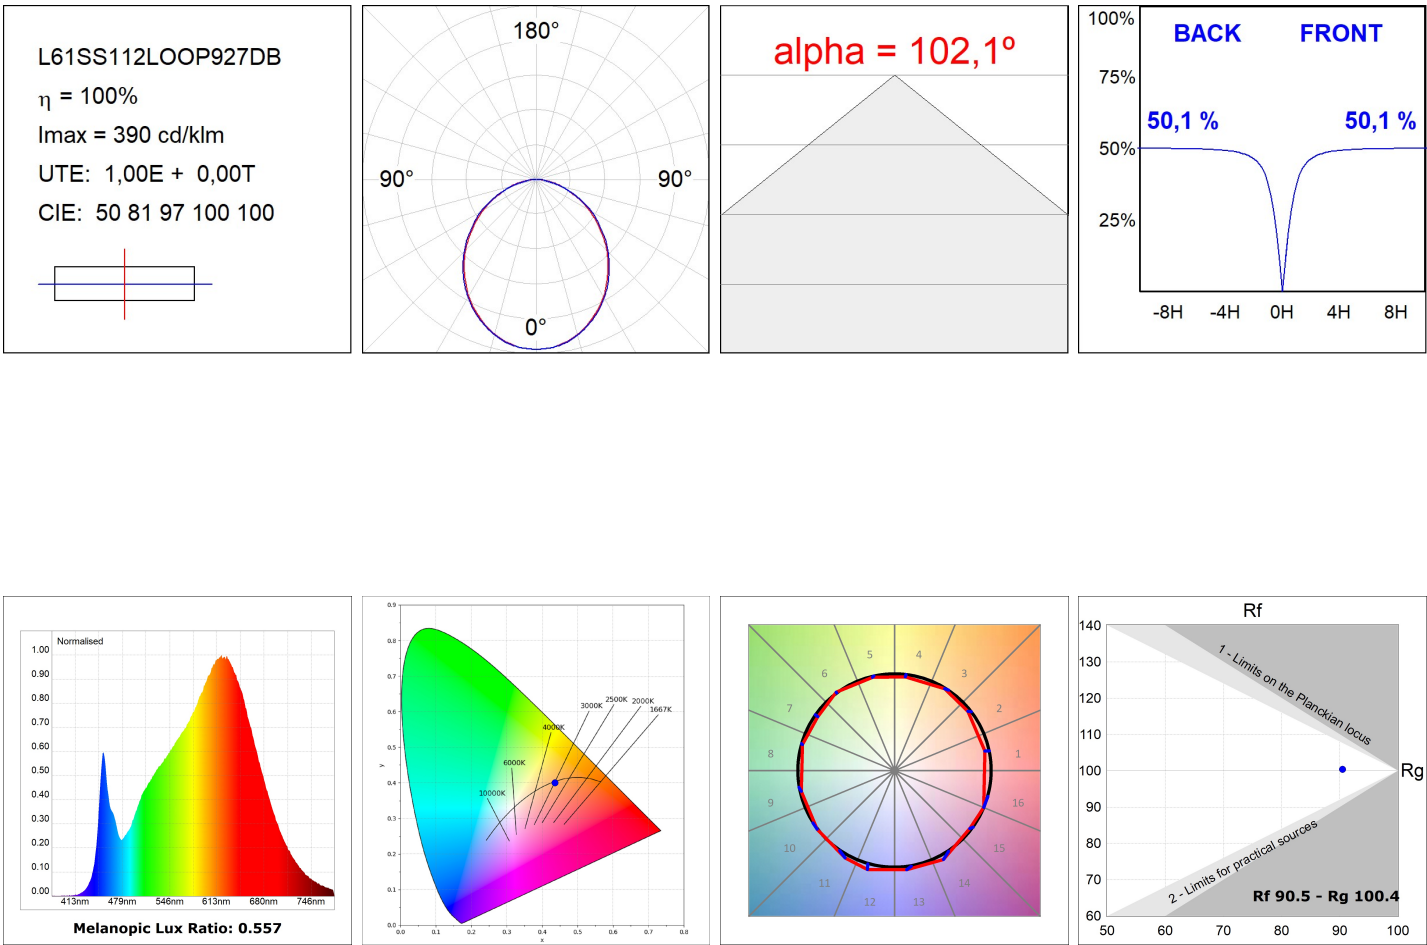 L61SS112LOOP927DB
η = 100%
Imax = 390 cd/klm
UTE: 1,00E + 0,00T
CIE: 50 81 97 100 100
180°
90° 90°
0°
alpha = 102,1º
100%
BACK FRONT
75%
50,1 % 50,1 %
50%
25%
-8H -4H 0H 4H 8H
Normalised
1.00
0.90
0.80
0.70
0.60
0.50
0.40
0.30
0.20
0.10
0.00
413nm 479nm 546nm 613nm 680nm 746nm
Melanopic Lux Ratio: 0.557
0.9
0.8
0.7
0.6
0.5
0.4
0.3
0.2
0.1
0.0
y
4000K 3000K 2500K 2000K 1667K
6000K
10000K
0.0 0.1 0.2 0.3 0.4 0.5 0.6 0.7 0.8
x
5 4
6 3
7 2
8 1
9 16
10 15
11 14
12 13
Rf
140
130
120
110
100
90
80
70
60
1 - Limits on the Planckian locus
Rg
2 - Limits for practical sources
Rf 90.5 - Rg 100.4
50 60 70 80 90 100